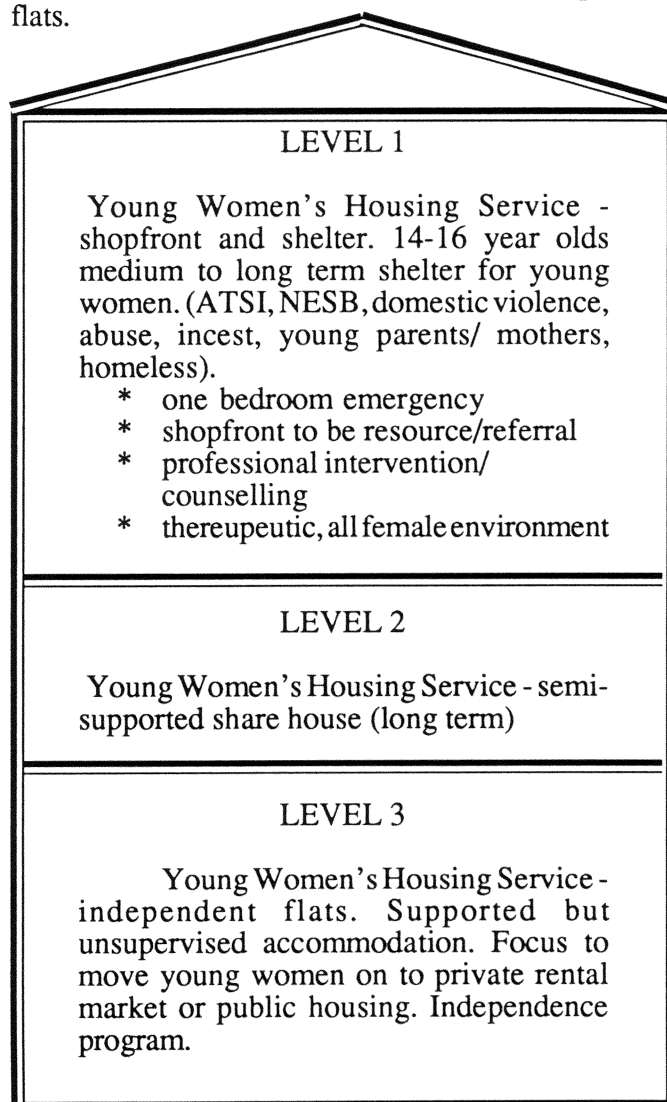 flats.
LEVEL 1
Young Women's Housing Service -
shopfront and shelter. 14-16 year olds
medium to long term shelter for young
women. (ATSI, NESB, domestic violence,
abuse, incest, young parents/ mothers,
homeless).
* one bedroom emergency
* shopfront to be resource/referral
* professional intervention/
counselling
* thereupeutic, all female environment
LEVEL 2
Young Women's Housing Service - semi-
supported share house (long term)
LEVEL 3
Young Women's Housing Service -
independent flats. Supported but
unsupervised accommodation. Focus to
move young women on to private rental
market or public housing. Independence
program.